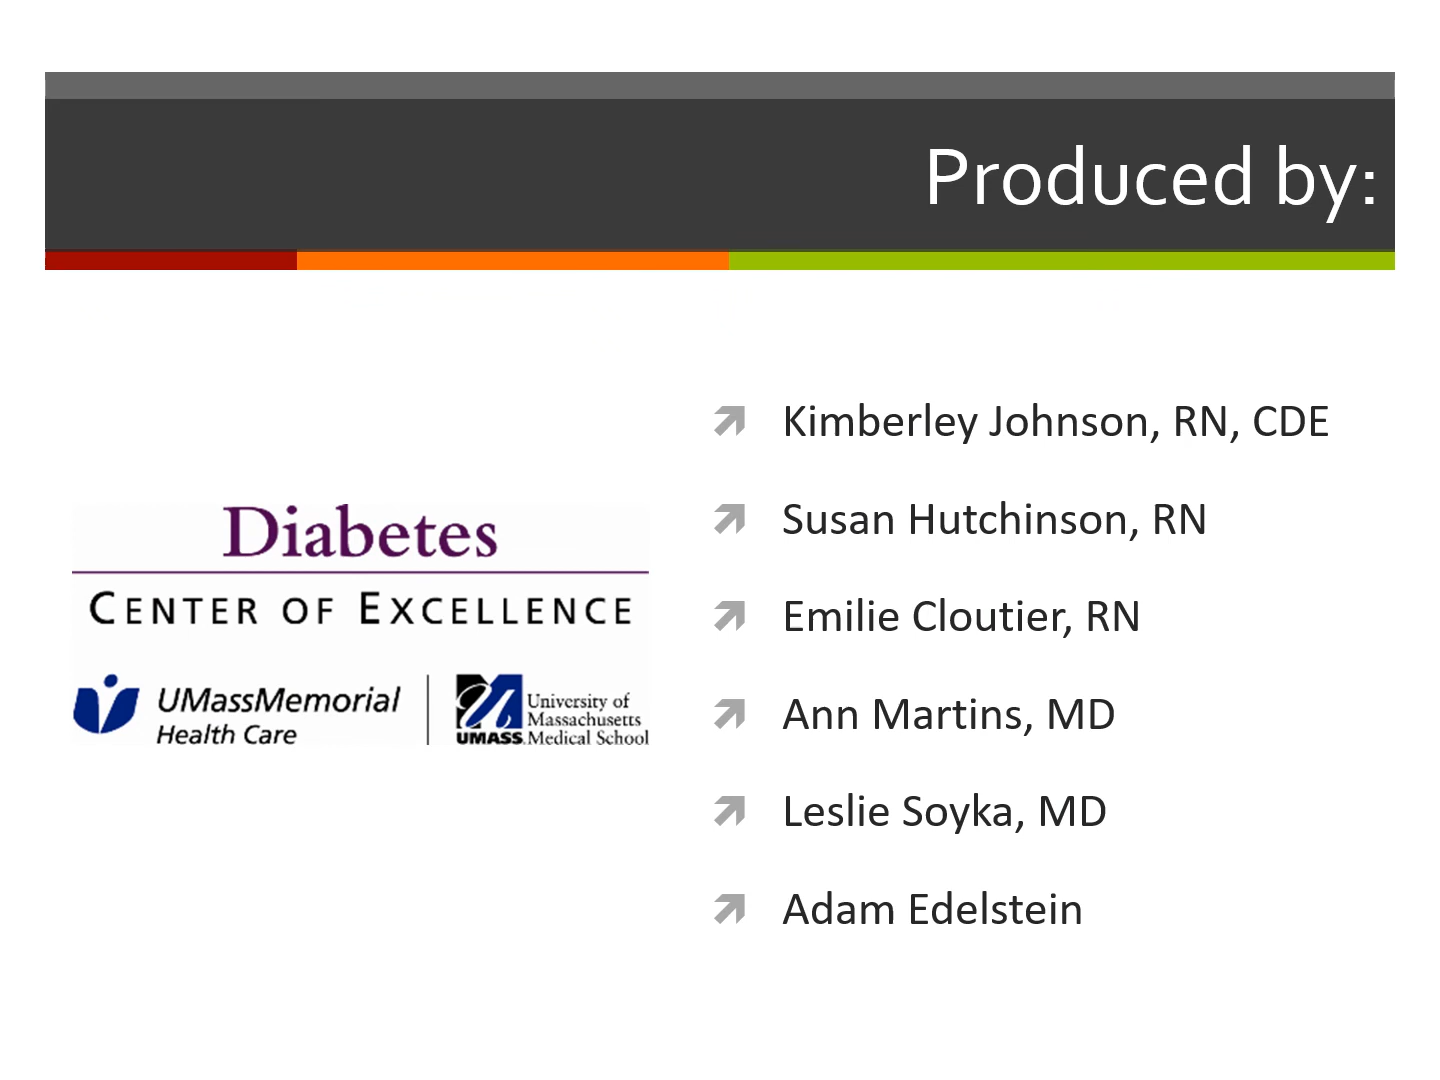 Produced by:
Diabetes
CENTER OF EXCELLENCE
UMassMemorial
Health Care
UMASS
University of
Massachusetts
Medical School
Kimberley Johnson, RN, CDE
Susan Hutchinson, RN
Emilie Cloutier, RN
Ann Martins, MD
Leslie Soyka, MD
Adam Edelstein